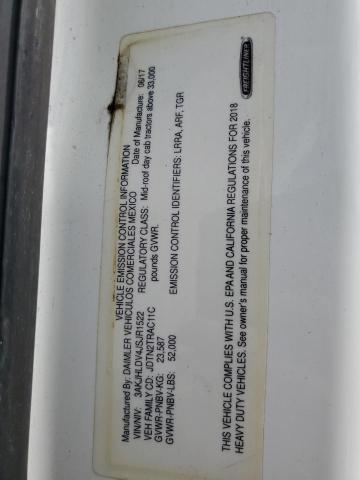 VEHICLE EMISSION CONTROL INFORMATION
Manufactured By: DAIMLER VEHICULOS COMERCIALES MEXICO Date of Manufacture: 06/17
VIN/NIV: 3AKJHLDV4JSJR1522 REGULATORY CLASS: Mid-roof day cab tractors above 33,000
VEH FAMILY CD: JDTN2TRAC11C pounds GVWR.
GVWR-PNBV-KG: 23,587
GVWR-PNBV-LBS: 52,000 EMISSION CONTROL IDENTIFIERS: LRRA, ARF, TGR
THIS VEHICLE COMPLIES WITH U.S. EPA AND CALIFORNIA REGULATIONS FOR 2018
HEAVY DUTY VEHICLES. See owner's manual for proper maintenance of this vehicle.
FREIGHTLINER